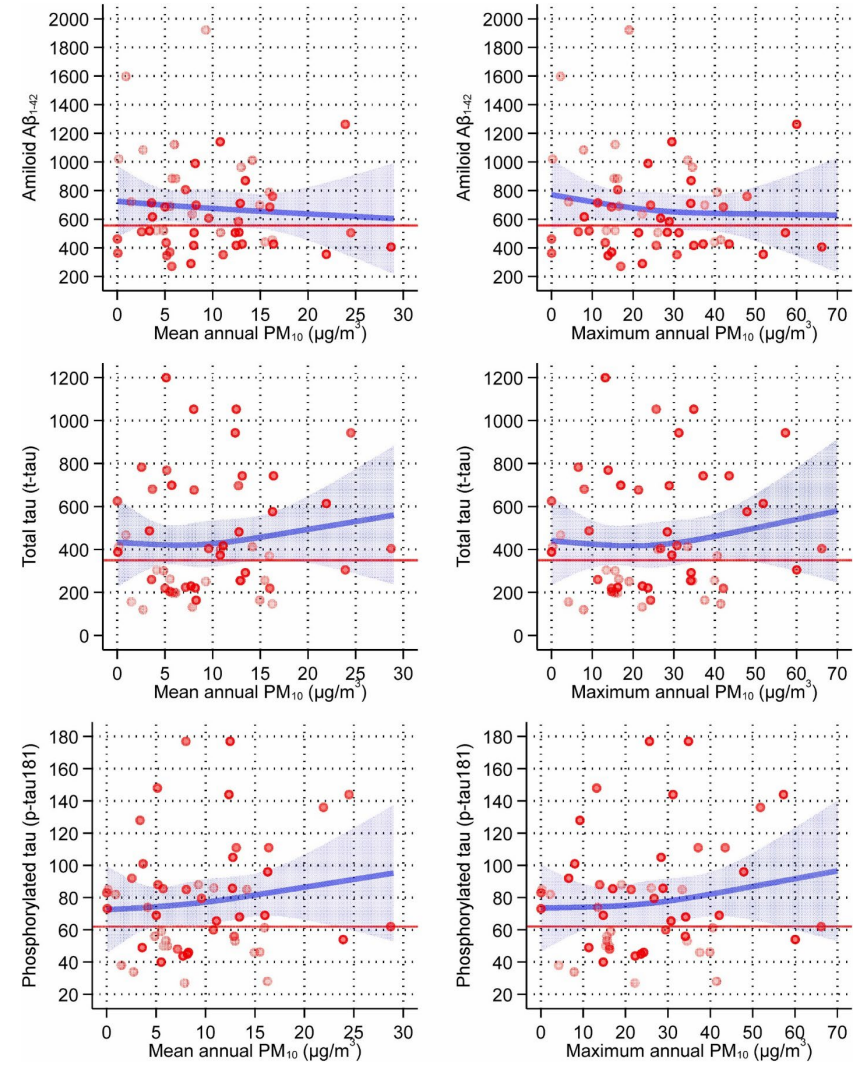 2000
1800
1600
1400
1200
1000
800
600
400
200
Amiloid Aβ1-42
0 5 10 15 20 25 30
Mean annual PM10 (µg/m3)
2000
1800
1600
1400
1200
1000
800
600
400
200
Amiloid Aβ1-42
0 10 20 30 40 50 60 70
Maximum annual PM10 (µg/m3)
1200
1000
800
600
400
200
0
Total tau (t-tau)
0 5 10 15 20 25 30
Mean annual PM10 (µg/m3)
1200
1000
800
600
400
200
0
Total tau (t-tau)
0 10 20 30 40 50 60 70
Maximum annual PM10 (µg/m3)
180
160
140
120
100
80
60
40
20
Phosphorylated tau (p-tau181)
0 5 10 15 20 25 30
Mean annual PM10 (µg/m3)
180
160
140
120
100
80
60
40
20
Phosphorylated tau (p-tau181)
0 10 20 30 40 50 60 70
Maximum annual PM10 (µg/m3)